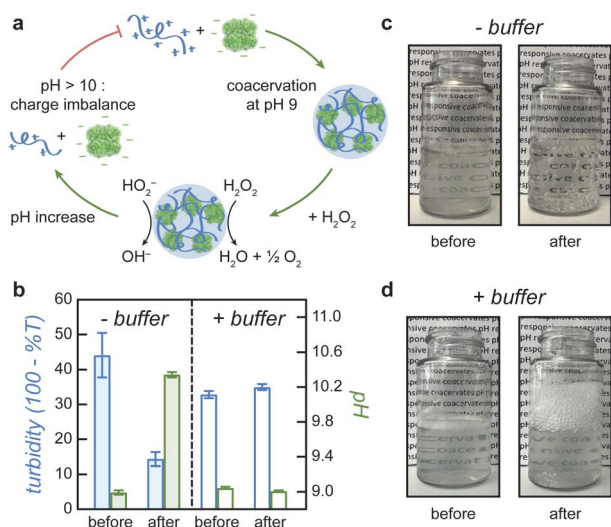 a
+
pH > 10 :
charge imbalance
coacervation
at pH 9
+
HO₂⁻
H₂O₂
pH increase
+ H₂O₂
OH⁻
H₂O + ½ O₂
b
- buffer
+ buffer
turbidity (100 - %T)
60
50
40
30
20
10
0
11.0
10.6
10.2
9.8
9.4
9.0
pH
before
after
before
after
c
- buffer
before
after
d
+ buffer
before
after